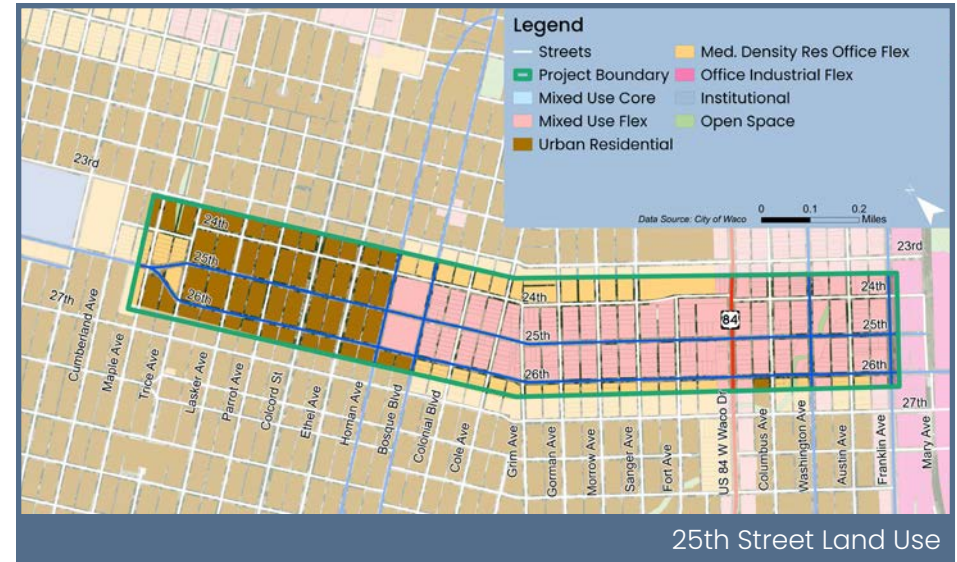 Legend
Streets
Project Boundary
Mixed Use Core
Mixed Use Flex
Urban Residential
Med. Density Res Office Flex
Office Industrial Flex
Institutional
Open Space
Data Source: City of Waco
0 0.1 0.2
Miles
N
23rd
24th
25th
26th
27th
23rd
24th
24th
25th
25th
26th
26th
27th
84
Cumberland Ave
Maple Ave
Trice Ave
Lasker Ave
Parrot Ave
Colcord St
Ethel Ave
Homan Ave
Bosque Blvd
Colonial Blvd
Cole Ave
Grim Ave
Gorman Ave
Morrow Ave
Sanger Ave
Fort Ave
US 84 W Waco Dr
Columbus Ave
Washington Ave
Austin Ave
Franklin Ave
Mary Ave
25th Street Land Use